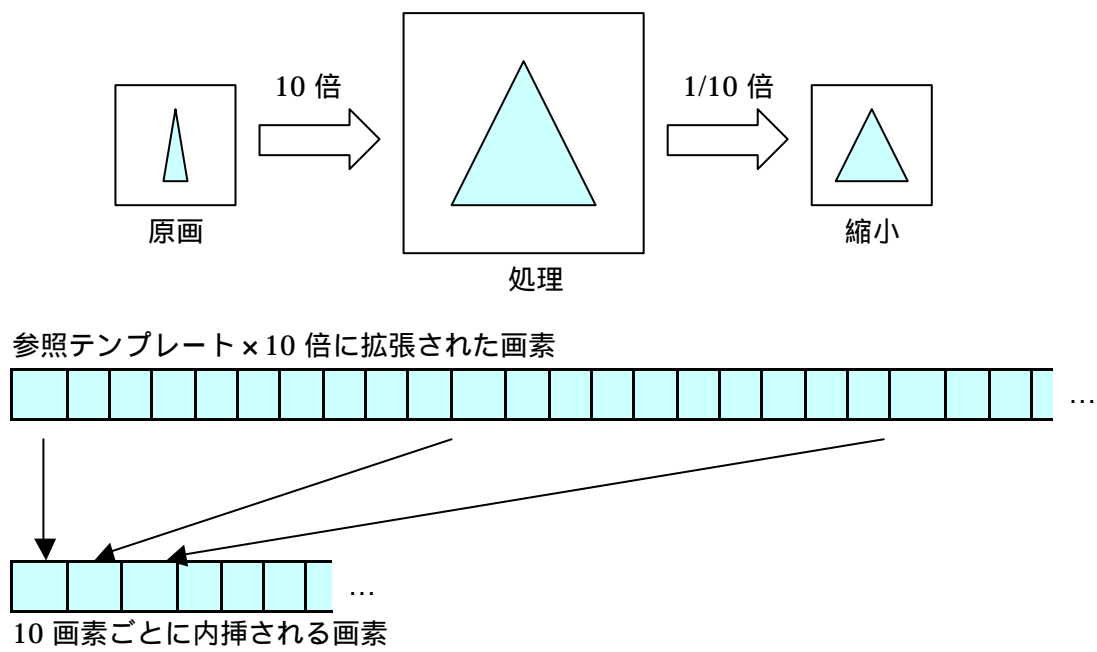 10 倍
1/10 倍
原画
処理
縮小
参照テンプレート×10 倍に拡張された画素
…
…
10 画素ごとに内挿される画素